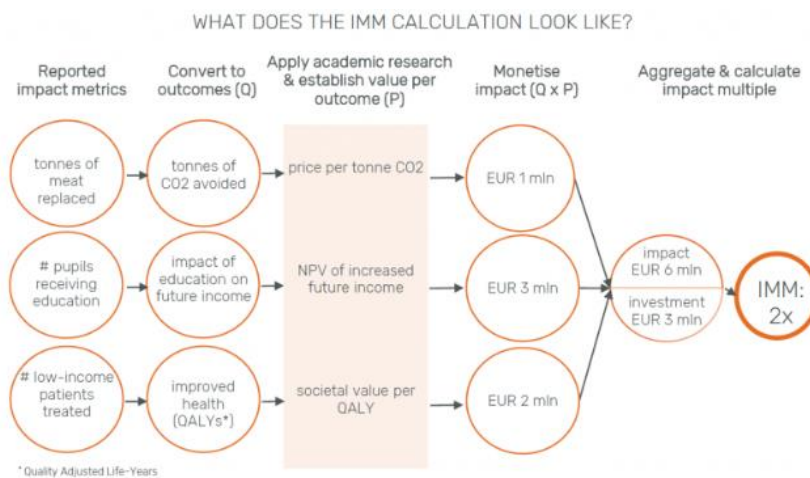 WHAT DOES THE IMM CALCULATION LOOK LIKE?
Reported
impact metrics
Convert to
outcomes (Q)
Apply academic research
& establish value per
outcome (P)
Monetise
impact (Q x P)
Aggregate & calculate
impact multiple
tonnes of
meat
replaced
tonnes of
CO2 avoided
price per tonne CO2
EUR 1 mln
# pupils
receiving
education
impact of
education on
future income
NPV of increased
future income
EUR 3 mln
impact
EUR 6 mln
investment
EUR 3 mln
IMM:
2x
# low-income
patients
treated
improved
health
(QALYs*)
societal value per
QALY
EUR 2 mln
* Quality Adjusted Life-Years